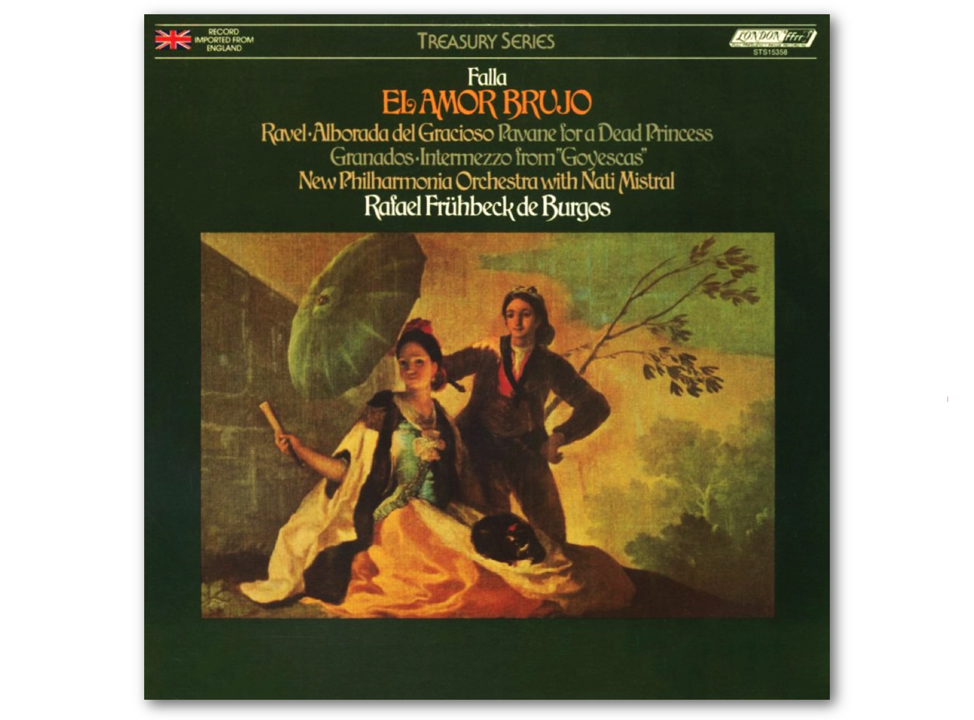 RECORD
IMPORTED FROM
ENGLAND
TREASURY SERIES
LONDON ffrr
STS15358
Falla
EL AMOR BRUJO
Ravel·Alborada del Gracioso Pavane for a Dead Princess
Granados·Intermezzo from "Goyescas"
New Philharmonia Orchestra with Nati Mistral
Rafael Frühbeck de Burgos